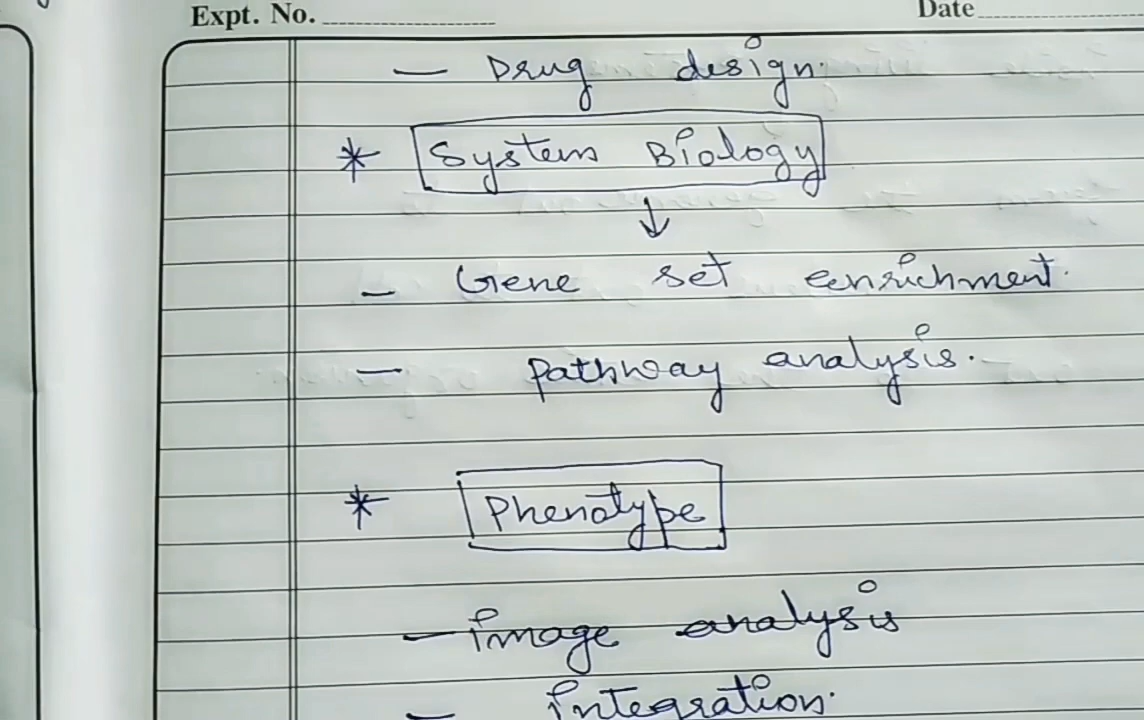 Expt. No. Date
— Drug design.
* System Biology
↓
— Gene set enrichment.
— Pathway analysis.
* Phenotype
— Image analysis
— Integration.